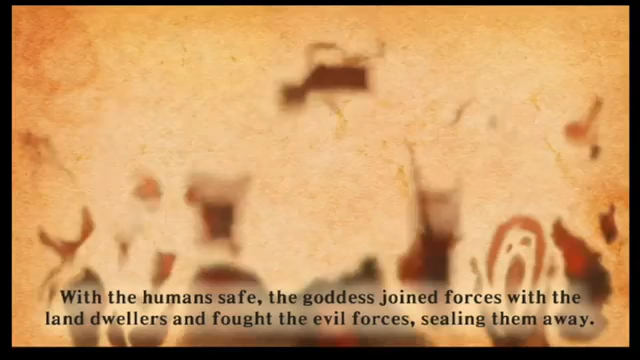 With the humans safe, the goddess joined forces with the
land dwellers and fought the evil forces, sealing them away.